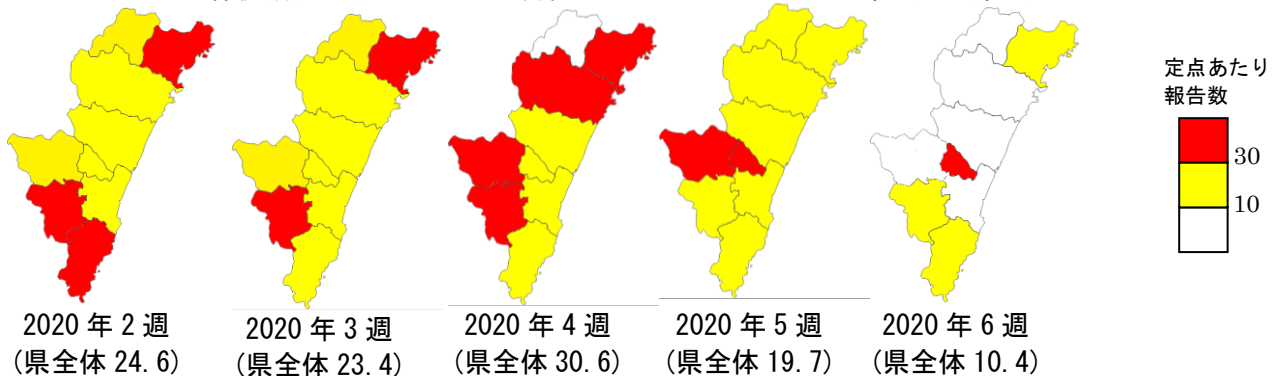 定点あたり
報告数
30
10
2020 年 2 週
(県全体 24.6)
2020 年 3 週
(県全体 23.4)
2020 年 4 週
(県全体 30.6)
2020 年 5 週
(県全体 19.7)
2020 年 6 週
(県全体 10.4)